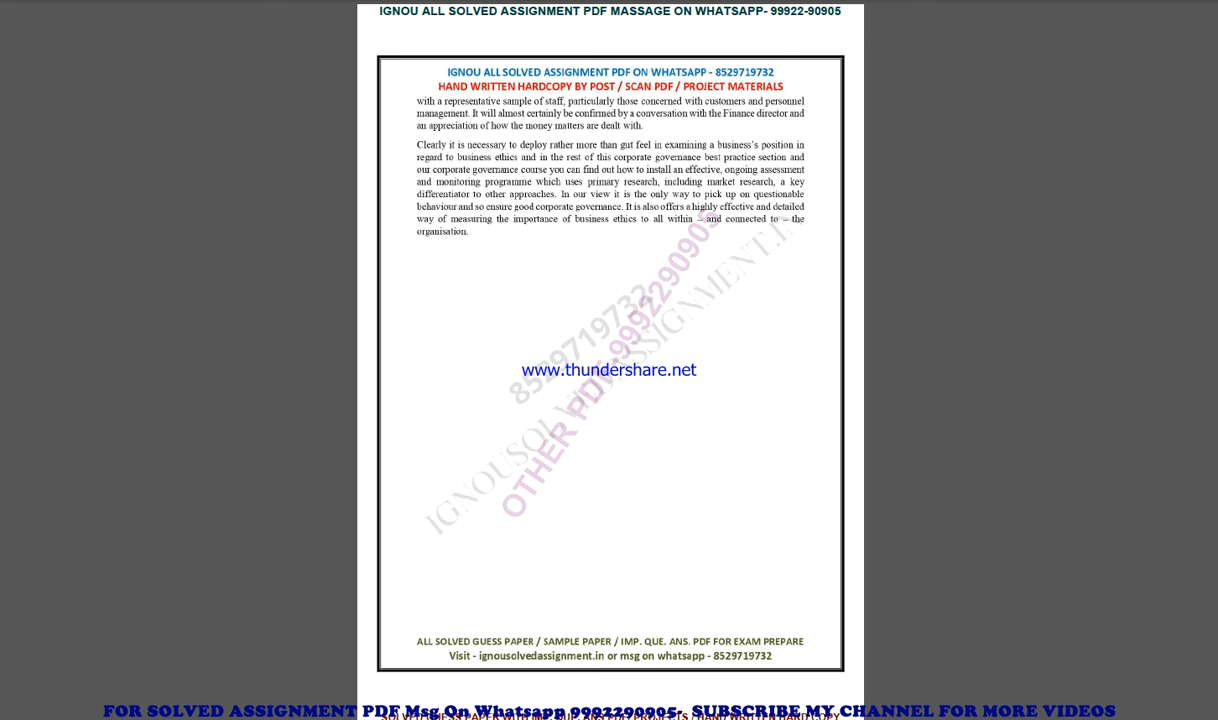 IGNOU ALL SOLVED ASSIGNMENT PDF MASSAGE ON WHATSAPP- 99922-90905
IGNOU ALL SOLVED ASSIGNMENT PDF ON WHATSAPP - 8529719732
HAND WRITTEN HARDCOPY BY POST / SCAN PDF / PROJECT MATERIALS
with a representative sample of staff, particularly those concerned with customers and personnel
management. It will almost certainly be confirmed by a conversation with the Finance director and
an appreciation of how the money matters are dealt with.
Clearly it is necessary to deploy rather more than gut feel in examining a business's position in
regard to business ethics and in the rest of this corporate governance best practice section and
our corporate governance course you can find out how to install an effective, ongoing assessment
and monitoring programme which uses primary research, including market research, a key
differentiator to other approaches. In our view it is the only way to pick up on questionable
behaviour and so ensure good corporate governance. It is also offers a highly effective and detailed
way of measuring the importance of business ethics to all within – and connected to – the
organisation.
8529719732
OTHER PDF-9992290905
IGNOUSOLVEDASSIGNMENT.IN
www.thundershare.net
ALL SOLVED GUESS PAPER / SAMPLE PAPER / IMP. QUE. ANS. PDF FOR EXAM PREPARE
Visit - ignousolvedassignment.in or msg on whatsapp - 8529719732
FOR SOLVED ASSIGNMENT PDF Msg On Whatsapp 9992290905-  SUBSCRIBE MY CHANNEL FOR MORE VIDEOS